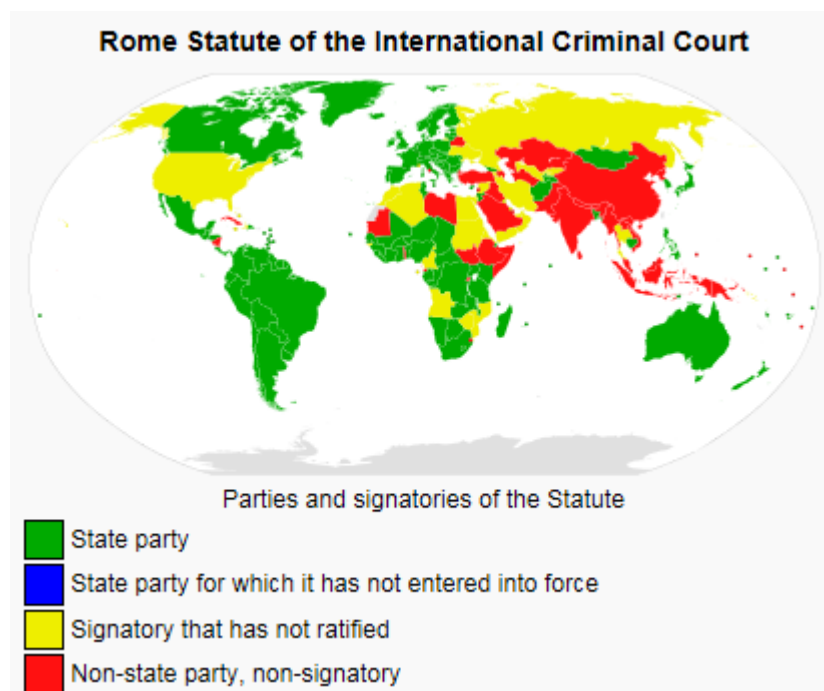 Rome Statute of the International Criminal Court
Parties and signatories of the Statute
State party
State party for which it has not entered into force
Signatory that has not ratified
Non-state party, non-signatory